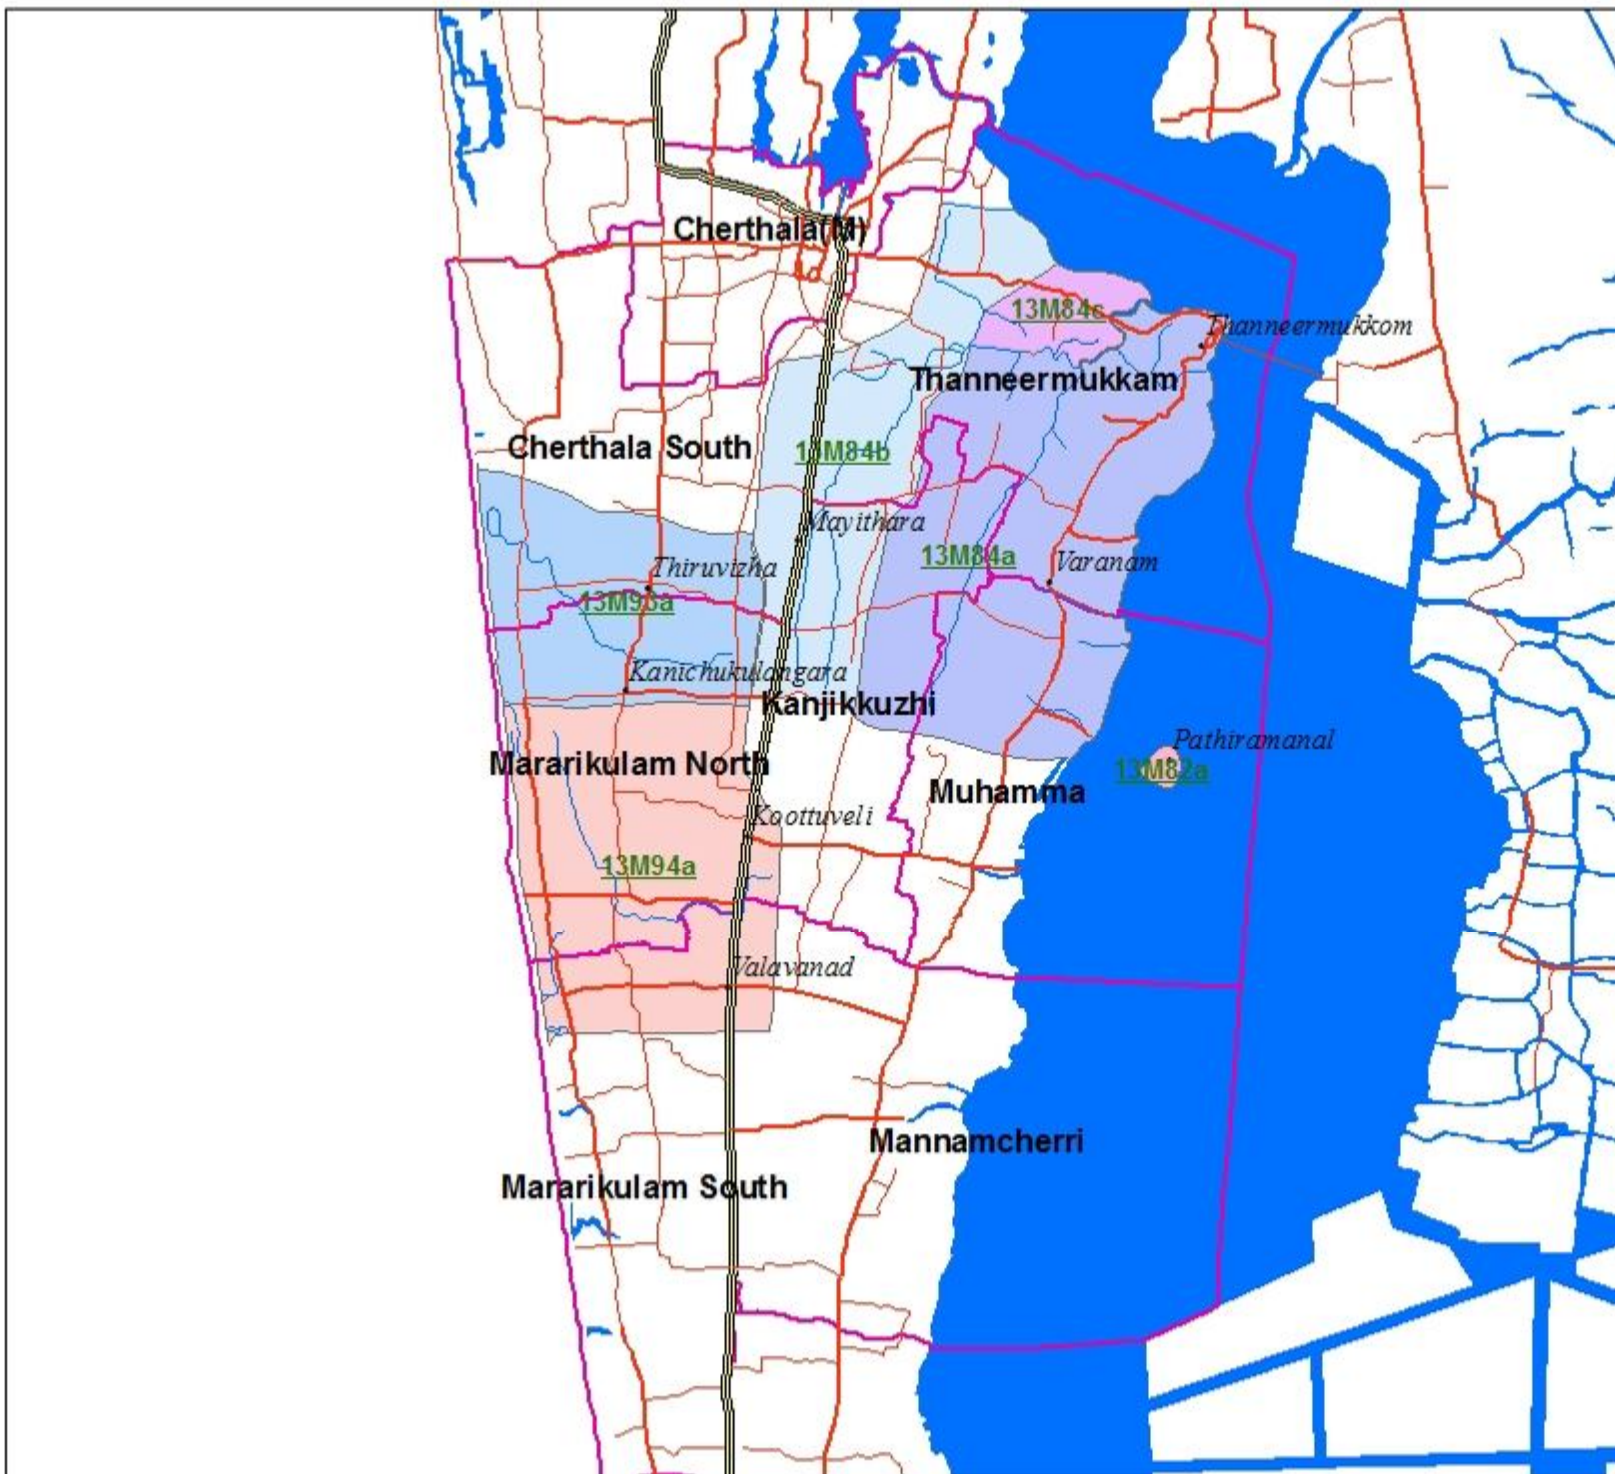 Cherthala(M)
13M84c
Thanneermukkom
Thanneermukkam
Cherthala South
13M84b
Mayithara
13M84a
Varanam
Thiruvizha
Kanichukulangara
Kanjikkuzhi
Pathiramanal
Mararikulam North
13M82a
Muhamma
Koottuveli
13M94a
Valavanad
Mannamcherri
Mararikulam South